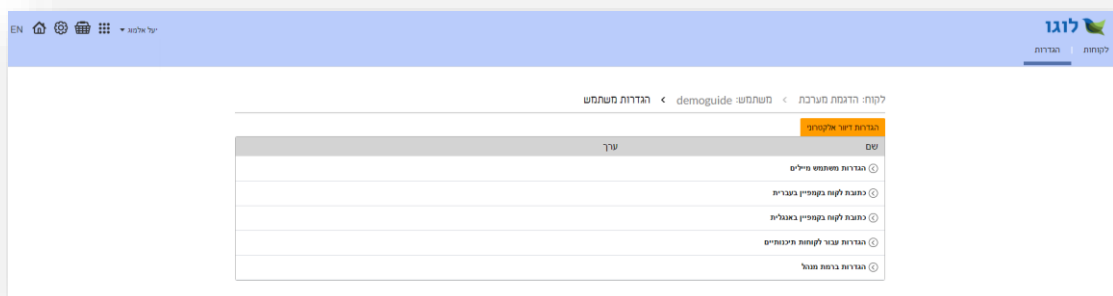 לוגו
EN יעל אלמוג
לקוחות | הגדרות
לקוח: הדגמת מערכת > משתמש: demoguide > הגדרות משתמש
הגדרות דיוור אלקטרוני
שם ערך
הגדרות משתמש מיילים
כתובת לקוח בקמפיין בעברית
כתובת לקוח בקמפיין באנגלית
הגדרות עבור לקוחות תיכנותיים
הגדרות ברמת מנהל